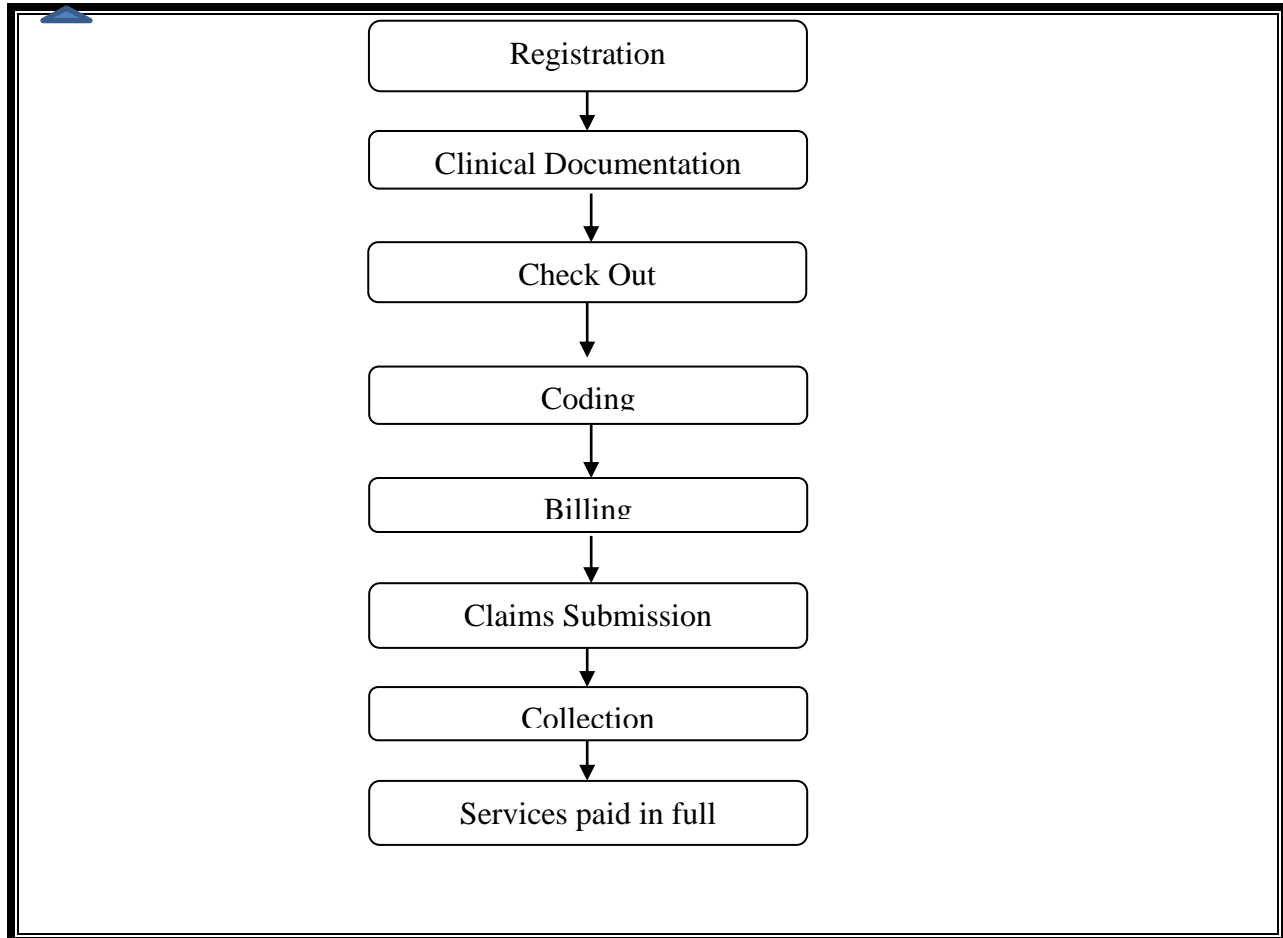 Registration
Clinical Documentation
Check Out
Coding
Billing
Claims Submission
Collection
Services paid in full